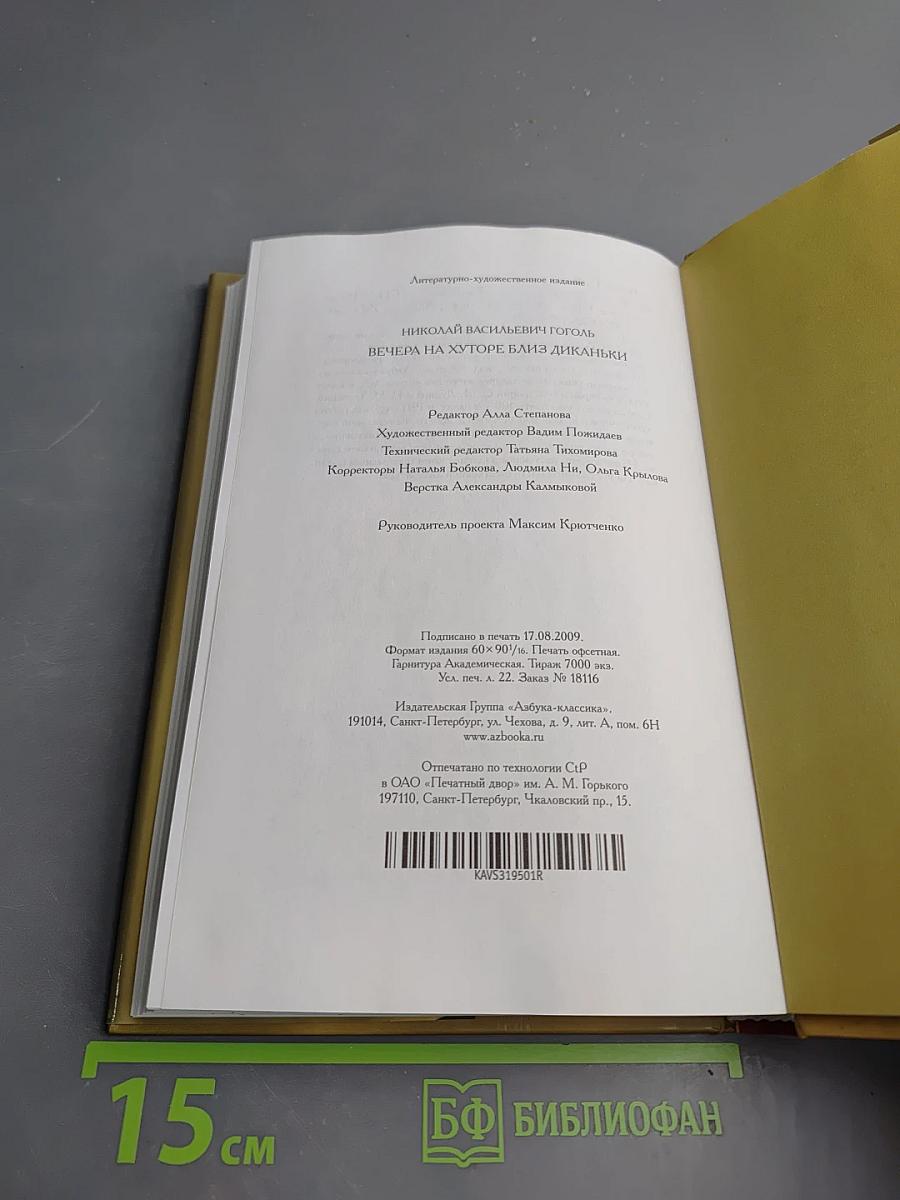 Литературно-художественное издание
НИКОЛАЙ ВАСИЛЬЕВИЧ ГОГОЛЬ
ВЕЧЕРА НА ХУТОРЕ БЛИЗ ДИКАНЬКИ
Редактор Алла Степанова
Художественный редактор Вадим Пожидаев
Технический редактор Татьяна Тихомирова
Корректоры Наталья Бобкова, Людмила Ни, Ольга Крылова
Верстка Александры Калмыковой
Руководитель проекта Максим Крютченко
Подписано в печать 17.08.2009.
Формат издания 60×90¹/₁₆. Печать офсетная.
Гарнитура Академическая. Тираж 7000 экз.
Усл. печ. л. 22. Заказ № 18116
Издательская Группа «Азбука-классика».
191014, Санкт-Петербург, ул. Чехова, д. 9, лит. А, пом. 6Н
www.azbooka.ru
Отпечатано по технологии CtP
в ОАО «Печатный двор» им. А. М. Горького
197110, Санкт-Петербург, Чкаловский пр., 15.
KAVS319501R
15 см
БФ БИБЛИОФАН